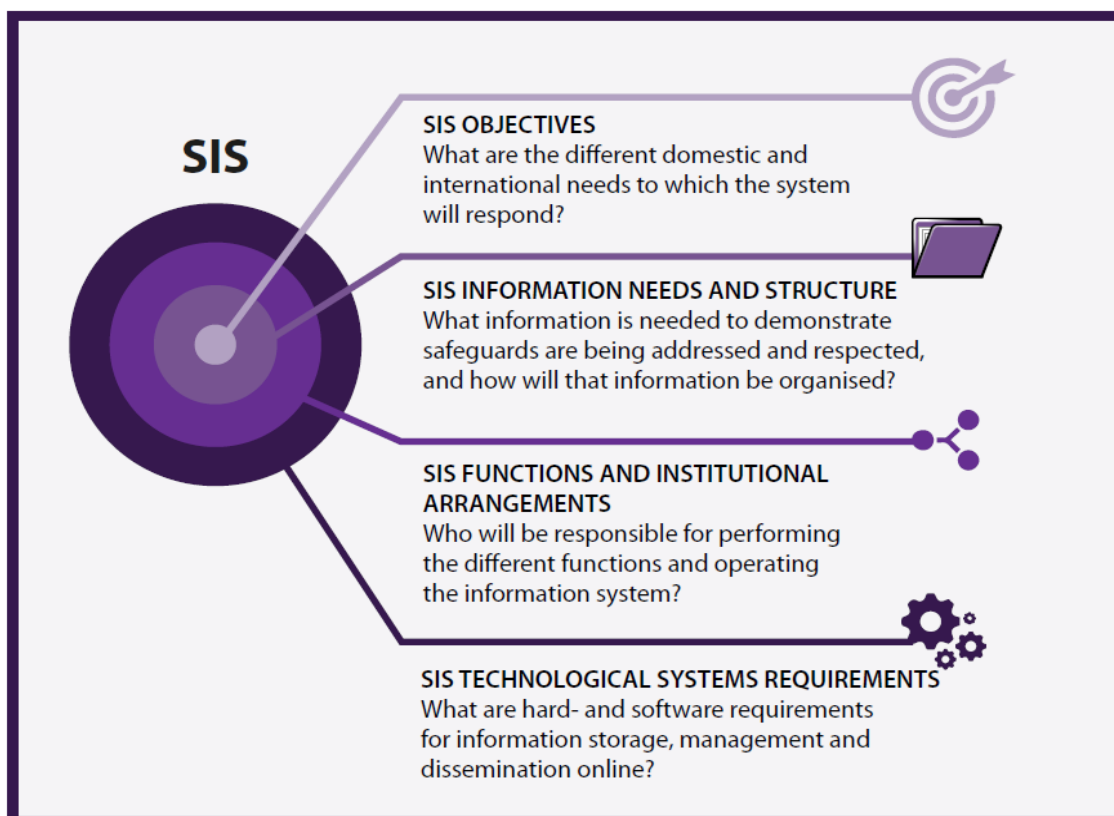 SIS
SIS OBJECTIVES
What are the different domestic and
international needs to which the system
will respond?
SIS INFORMATION NEEDS AND STRUCTURE
What information is needed to demonstrate
safeguards are being addressed and respected,
and how will that information be organised?
SIS FUNCTIONS AND INSTITUTIONAL
ARRANGEMENTS
Who will be responsible for performing
the different functions and operating
the information system?
SIS TECHNOLOGICAL SYSTEMS REQUIREMENTS
What are hard- and software requirements
for information storage, management and
dissemination online?